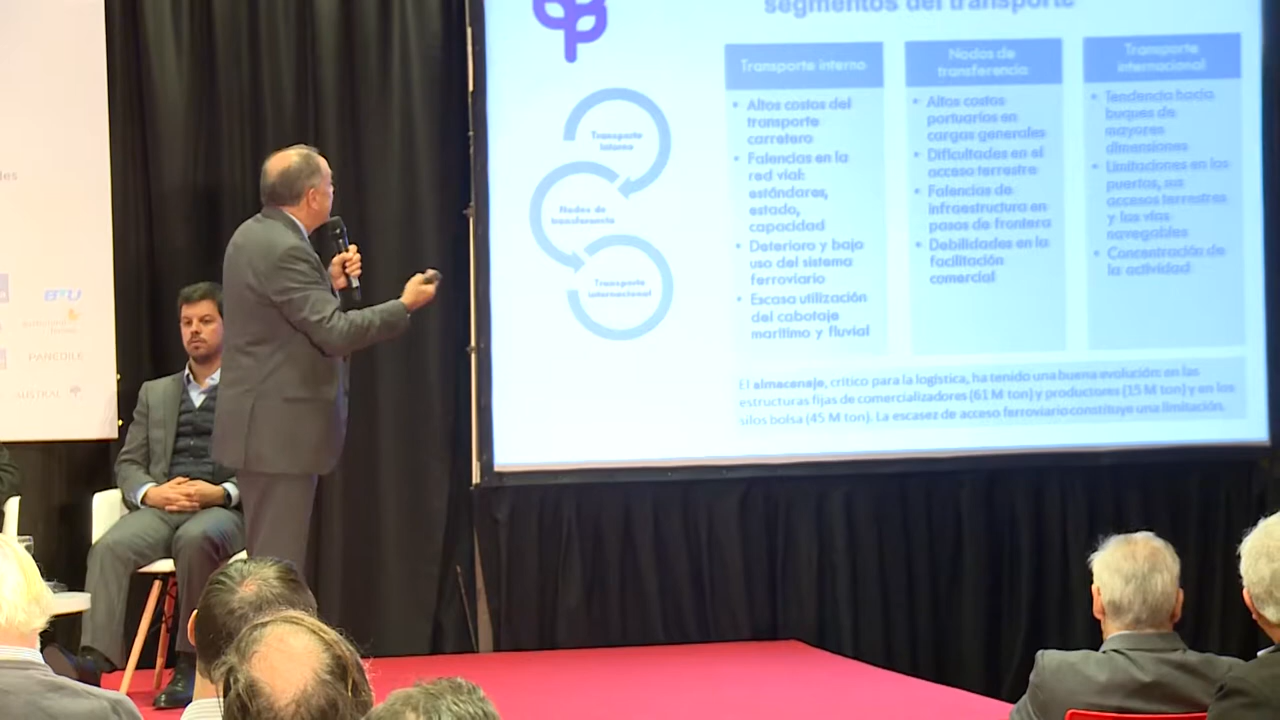 segmentos del transporte
Transporte
interno
Nodos de
transferencia
Transporte
internacional
Transporte interno
• Altos costos del
transporte
carretero
• Falencias en la
red vial:
estándares,
estado,
capacidad
• Deterioro y bajo
uso del sistema
ferroviario
• Escasa utilización
del cabotaje
marítimo y fluvial
Nodos de
transferencia
• Altos costos
portuarios en
cargas generales
• Dificultades en el
acceso terrestre
• Falencias de
infraestructura en
pasos de frontera
• Debilidades en la
facilitación
comercial
Transporte
internacional
• Tendencia hacia
buques de
mayores
dimensiones
• Limitaciones en los
puertos, sus
accesos terrestres
y las vías
navegables
• Concentración de
la actividad
El almacenaje, crítico para la logística, ha tenido una buena evolución: en las
estructuras fijas de comercializadores (61 M ton) y productores (15 M ton) y en los
silos bolsa (45 M ton). La escasez de acceso ferroviario constituye una limitación.
des
PANEDILE